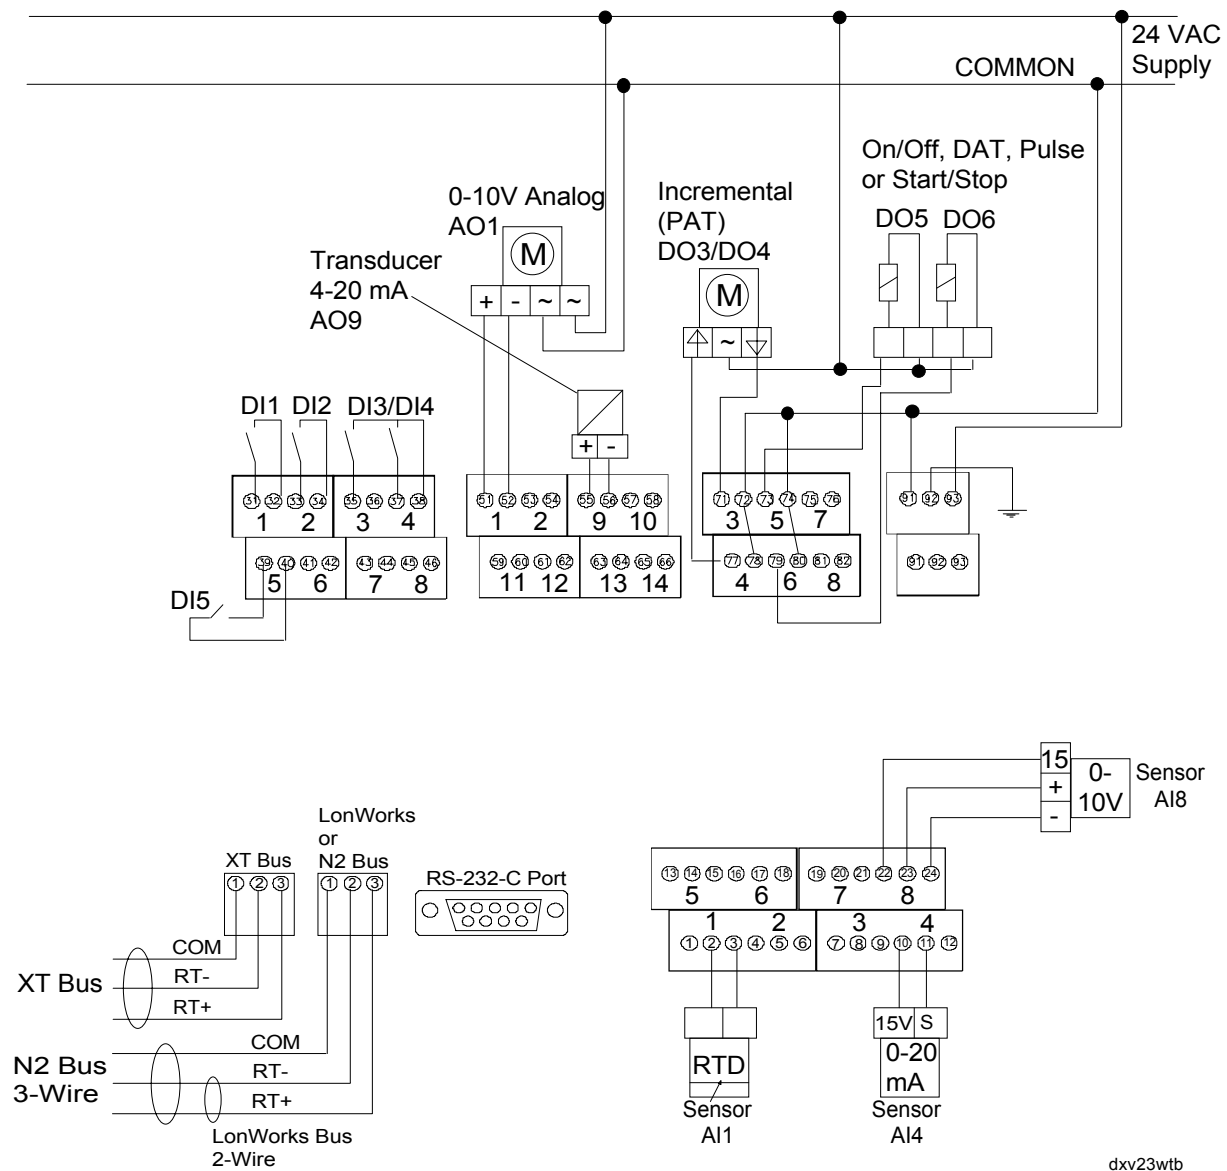 24 VAC
Supply
COMMON
On/Off, DAT, Pulse
or Start/Stop
DO5 DO6
Incremental
(PAT)
DO3/DO4
0-10V Analog
AO1
M
M
Transducer
4-20 mA
AO9
+ - ~ ~
~
DI1 DI2 DI3/DI4
+ -
31 32 33 34 35 36 37 38
1 2 3 4
51 52 53 54 55 56 57 58
1 2 9 10
71 72 73 74 75 76
3 5 7
91 92 93
39 40 41 42 43 44 45 46
5 6 7 8
59 60 61 62 63 64 65 66
11 12 13 14
77 78 79 80 81 82
4 6 8
91 92 93
DI5
15
+
-
0-
10V
Sensor
AI8
LonWorks
or
N2 Bus
XT Bus
1 2 3
1 2 3
RS-232-C Port
13 14 15 16 17 18 19 20 21 22 23 24
5 6 7 8
1 2 3 4
1 2 3 4 5 6 7 8 9 10 11 12
COM
RT-
RT+
XT Bus
COM
RT-
RT+
N2 Bus
3-Wire
LonWorks Bus
2-Wire
RTD
Sensor
AI1
15V S
0-20
mA
Sensor
AI4
dxv23wtb